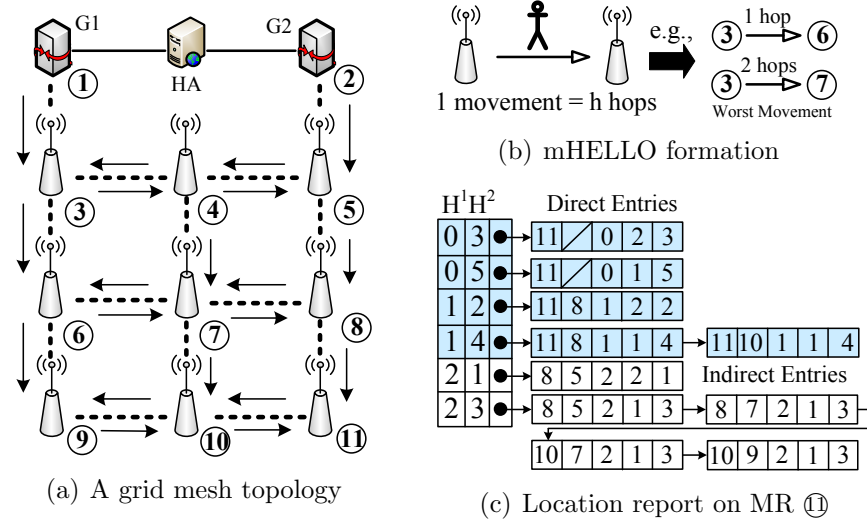 G1
G2
HA
①
②
③
④
⑤
⑥
⑦
⑧
⑨
⑩
⑪
(a) A grid mesh topology
1 movement = h hops
e.g.,
③ 1 hop ⑥
③ 2 hops ⑦
Worst Movement
(b) mHELLO formation
H¹H² Direct Entries
0 3 11 0 2 3
0 5 11 0 1 5
1 2 11 8 1 2 2
1 4 11 8 1 1 4 11 10 1 1 4
2 1 8 5 2 2 1 Indirect Entries
2 3 8 5 2 1 3 8 7 2 1 3
10 7 2 1 3 10 9 2 1 3
(c) Location report on MR ⑪